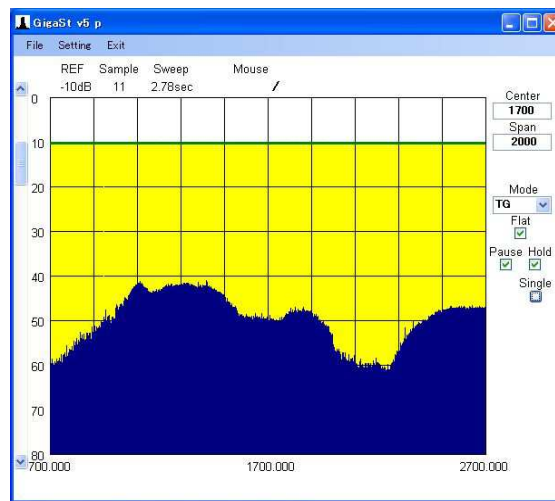 GigaSt v5 p
File Setting Exit
REF Sample Sweep Mouse
-10dB 11 2.78sec /
0
10
20
30
40
50
60
70
80
700.000 1700.000 2700.000
Center
1700
Span
2000
Mode
TG
Flat
Pause Hold
Single